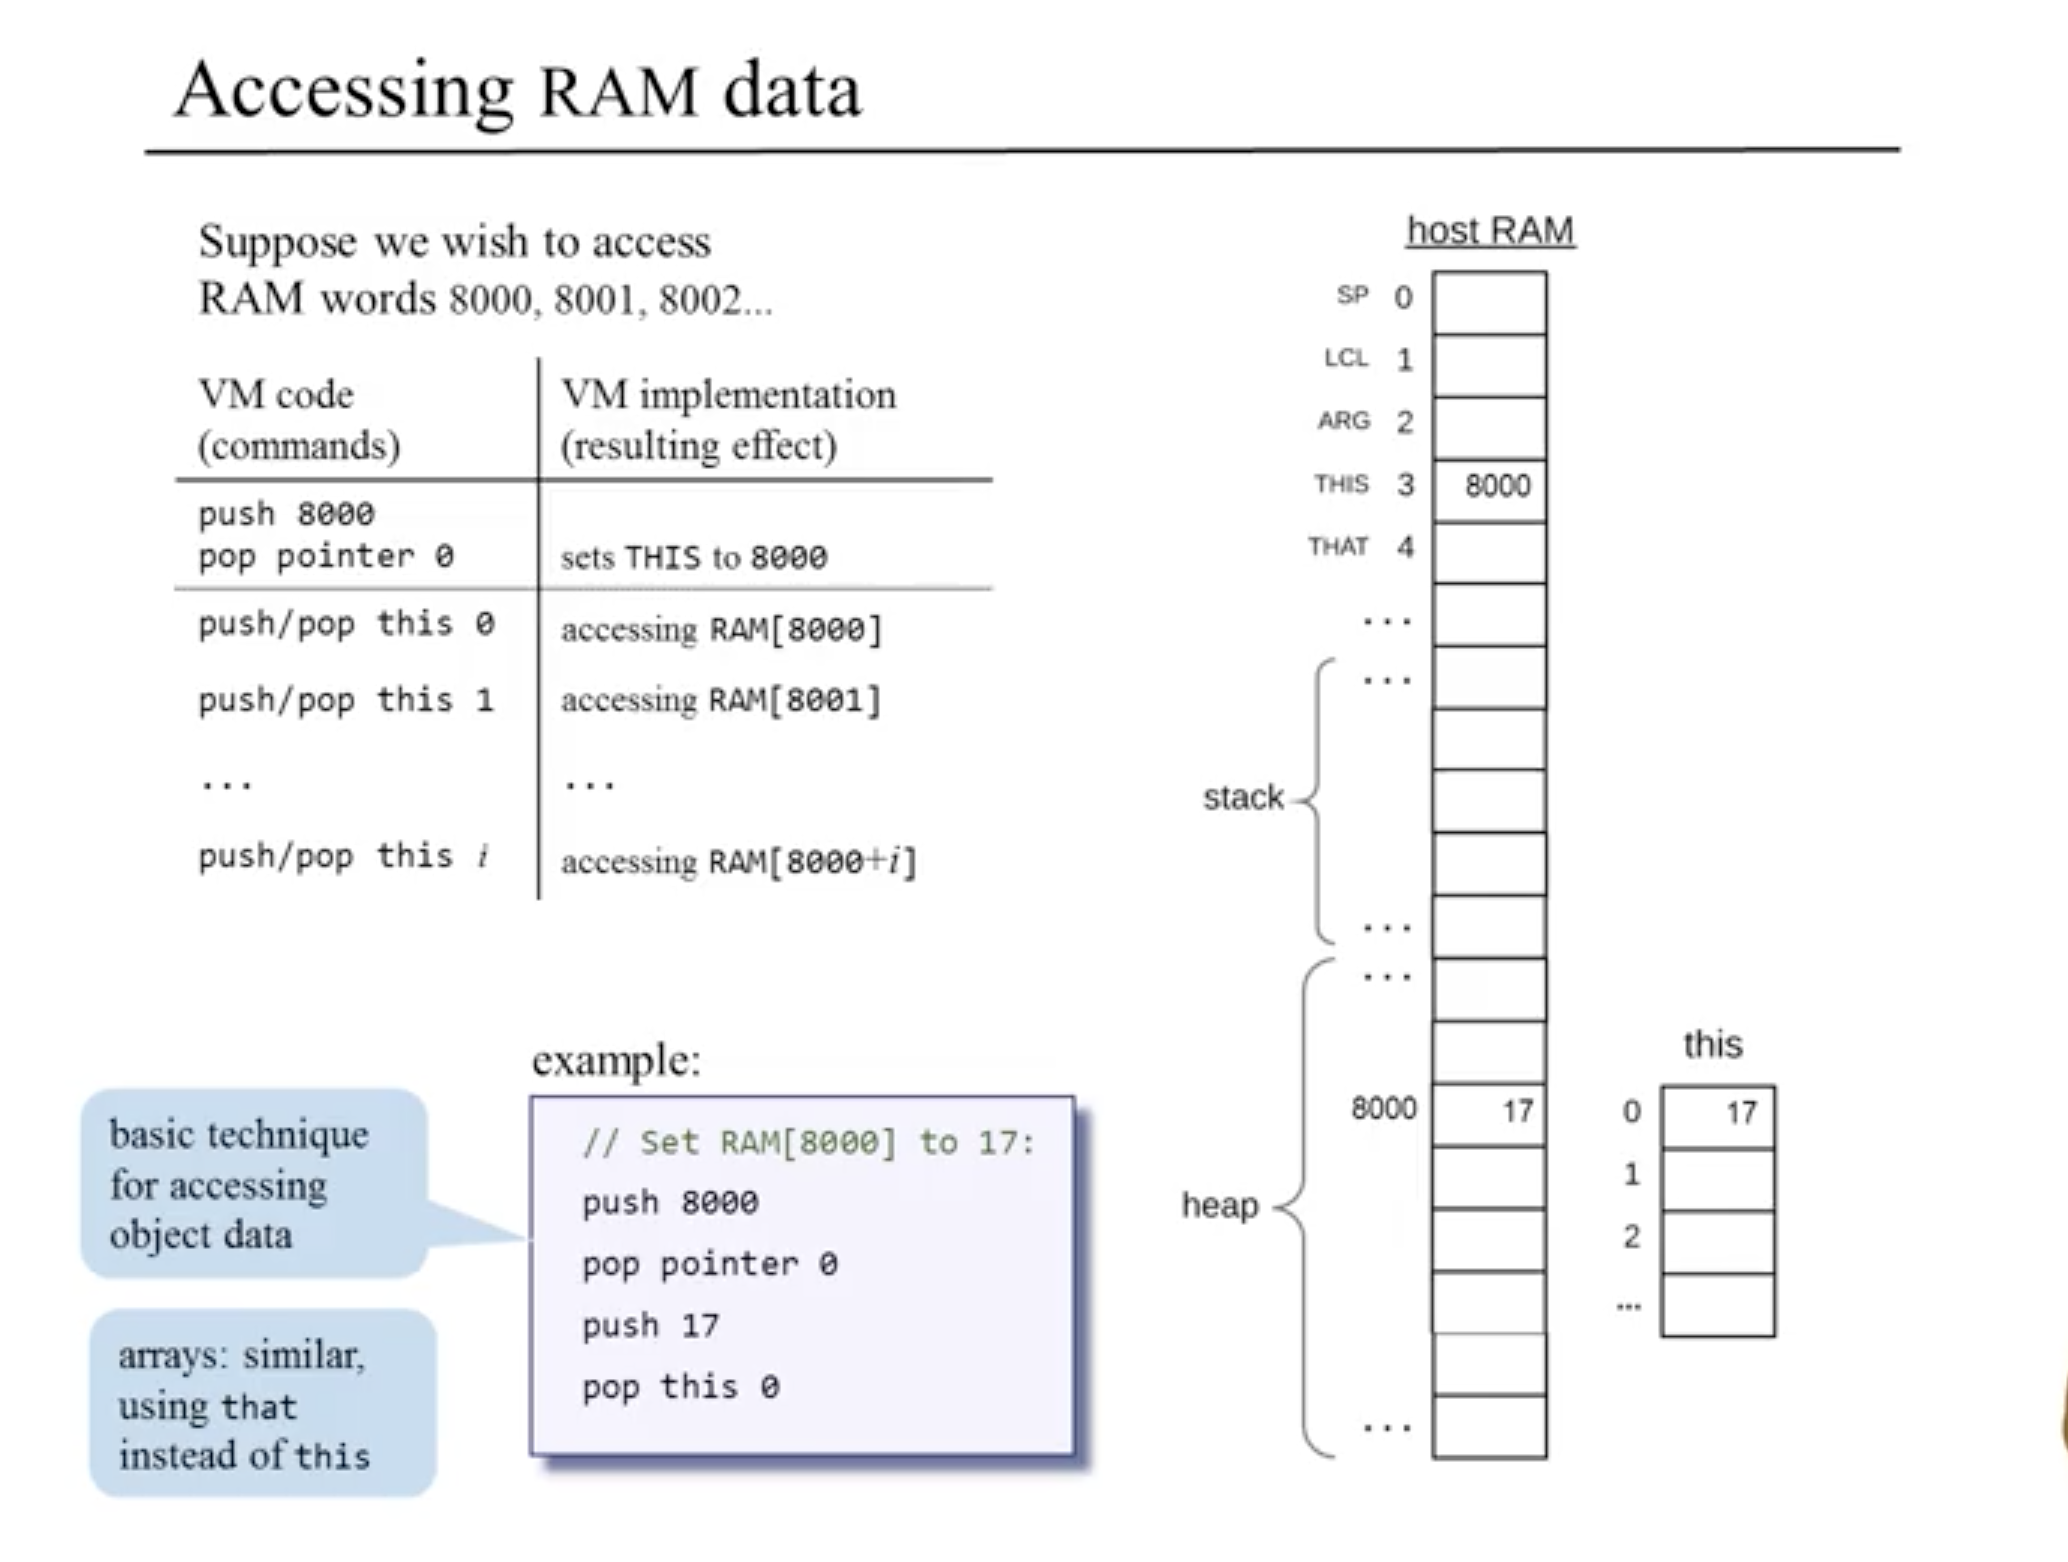 Accessing RAM data
Suppose we wish to access
RAM words 8000, 8001, 8002...
VM code
(commands)
VM implementation
(resulting effect)
push 8000
pop pointer 0
sets THIS to 8000
push/pop this 0
accessing RAM[8000]
push/pop this 1
accessing RAM[8001]
...
...
push/pop this i
accessing RAM[8000+i]
example:
// Set RAM[8000] to 17:
push 8000
pop pointer 0
push 17
pop this 0
basic technique
for accessing
object data
arrays: similar,
using that
instead of this
host RAM
SP 0
LCL 1
ARG 2
THIS 3 8000
THAT 4
...
...
stack
...
...
8000 17
heap
...
this
0 17
1
2
...